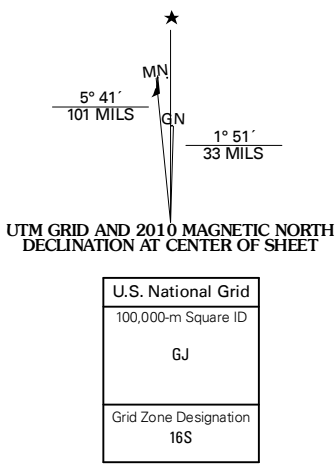 ★
MN
GN
5° 41´
101 MILS
1° 51´
33 MILS
UTM GRID AND 2010 MAGNETIC NORTH
DECLINATION AT CENTER OF SHEET
U.S. National Grid
100,000-m Square ID
GJ
Grid Zone Designation
16S